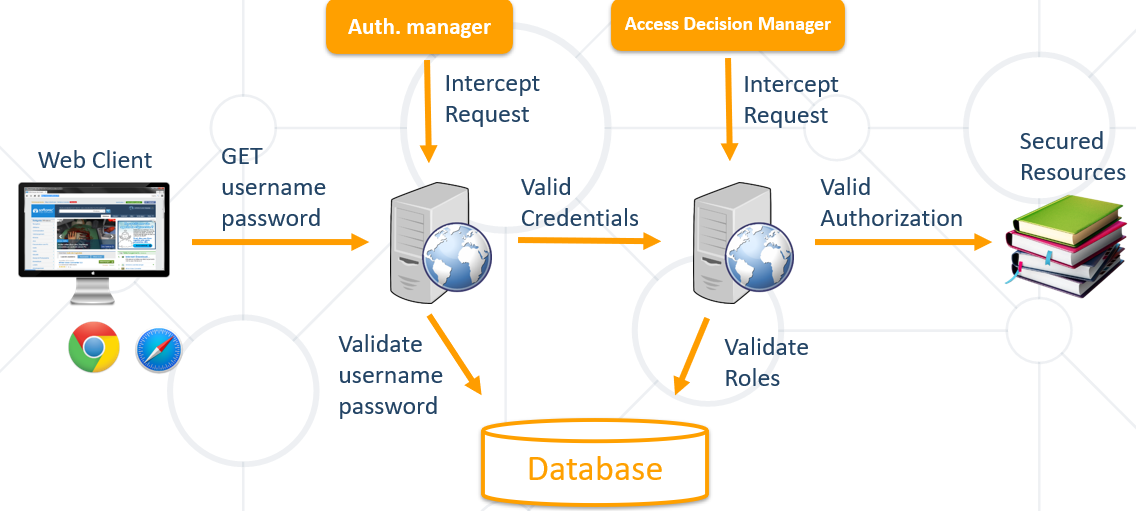 Auth. manager
Access Decision Manager
Intercept
Request
Intercept
Request
Web Client
GET
username
password
Valid
Credentials
Valid
Authorization
Secured
Resources
Validate
username
password
Validate
Roles
Database